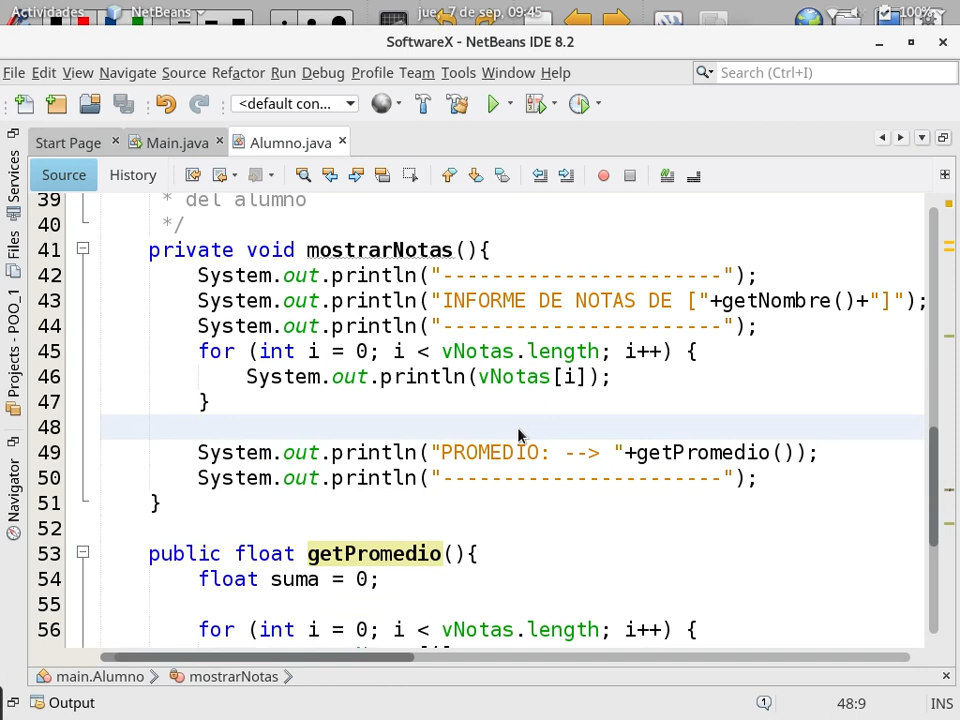 Actividades NetBeans jue, 7 de sep, 09:45 100%
SoftwareX - NetBeans IDE 8.2
File Edit View Navigate Source Refactor Run Debug Profile Team Tools Window Help Search (Ctrl+I)
<default con...
Start Page Main.java Alumno.java
Source History
Services
Files
Projects - POO_1
Navigator
39 * del alumno
40 */
41 private void mostrarNotas(){
42 System.out.println("-----------------------");
43 System.out.println("INFORME DE NOTAS DE ["+getNombre()+"]");
44 System.out.println("-----------------------");
45 for (int i = 0; i < vNotas.length; i++) {
46 System.out.println(vNotas[i]);
47 }
48
49 System.out.println("PROMEDIO: --> "+getPromedio());
50 System.out.println("-----------------------");
51 }
52
53 public float getPromedio(){
54 float suma = 0;
55
56 for (int i = 0; i < vNotas.length; i++) {
main.Alumno mostrarNotas
Output 1 48:9 INS